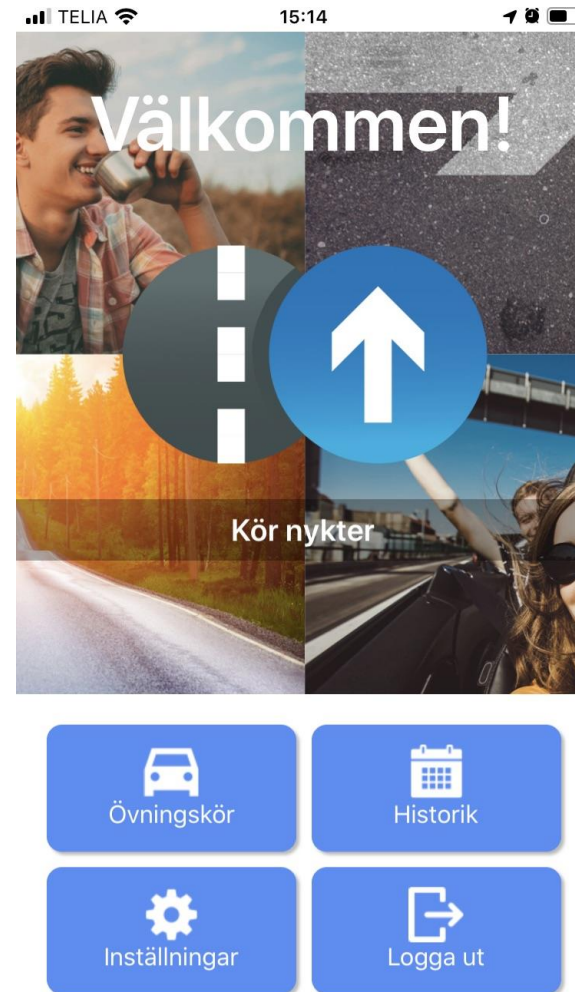 TELIA
15:14
Välkommen!
Kör nykter
Övningskör
Historik
Inställningar
Logga ut